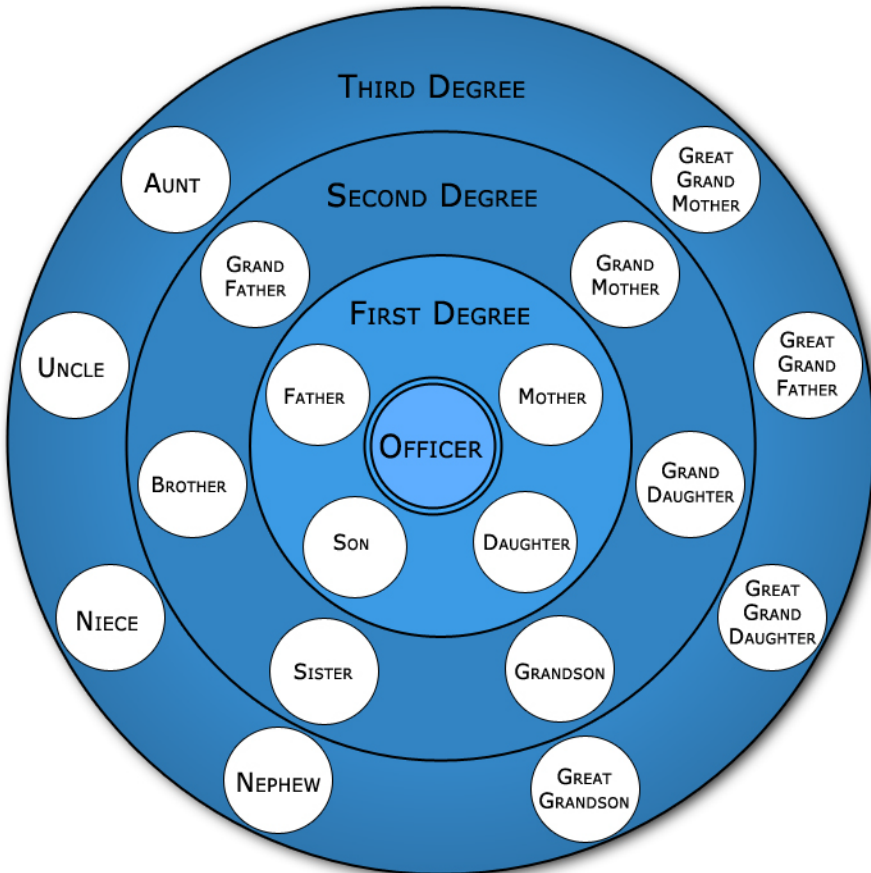 Third Degree
Aunt
Great
Grand
Mother
Second Degree
Grand
Father
Grand
Mother
First Degree
Uncle
Great
Grand
Father
Father
Mother
Officer
Brother
Grand
Daughter
Son
Daughter
Niece
Great
Grand
Daughter
Sister
Grandson
Nephew
Great
Grandson